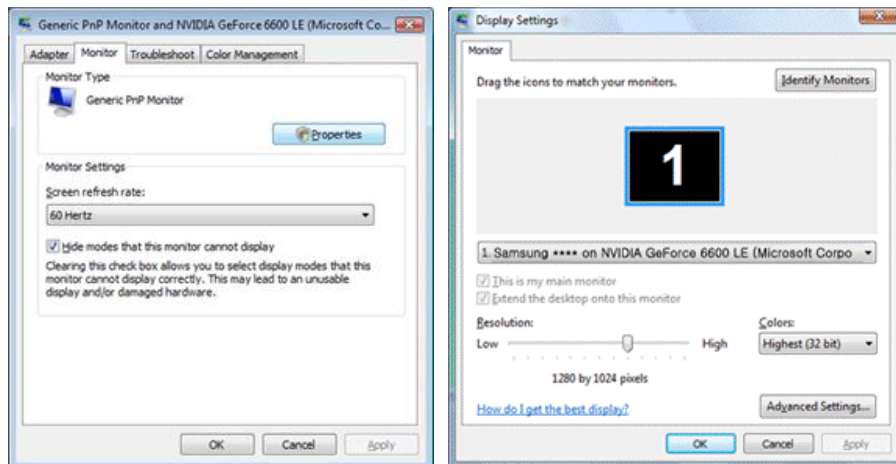 Generic PnP Monitor and NVIDIA GeForce 6600 LE (Microsoft Co...
Adapter Monitor Troubleshoot Color Management
Monitor Type
Generic PnP Monitor
Properties
Monitor Settings
Screen refresh rate:
60 Hertz
Hide modes that this monitor cannot display
Clearing this check box allows you to select display modes that this
monitor cannot display correctly. This may lead to an unusable
display and/or damaged hardware.
OK Cancel Apply
Display Settings
Monitor
Drag the icons to match your monitors.
Identify Monitors
1
1. Samsung **** on NVIDIA GeForce 6600 LE (Microsoft Corpo
This is my main monitor
Extend the desktop onto this monitor
Resolution:
Colors:
Low High
Highest (32 bit)
1280 by 1024 pixels
How do I get the best display?
Advanced Settings...
OK Cancel Apply